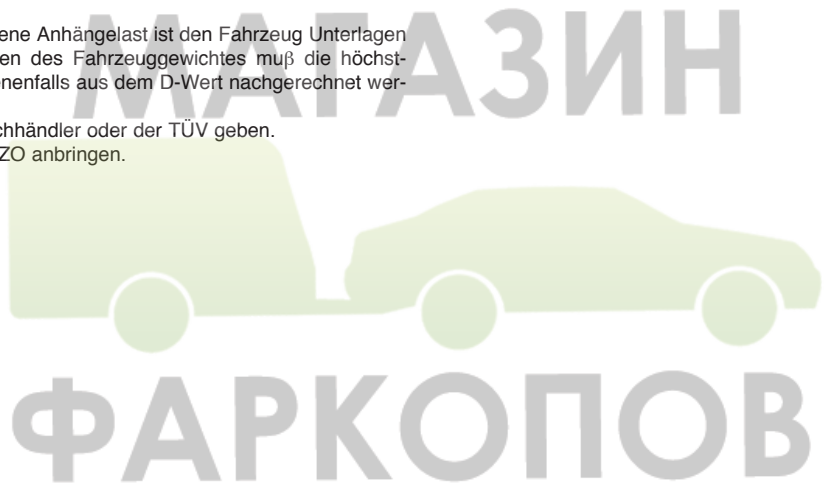 ene Anhängelast ist den Fahrzeug Unterlagen
en des Fahrzeuggewichtes muβ die höchst-
enenfalls aus dem D-Wert nachgerechnet wer-
chhändler oder der TÜV geben.
ZO anbringen.
МАГАЗИН
ФАРКОПОВ